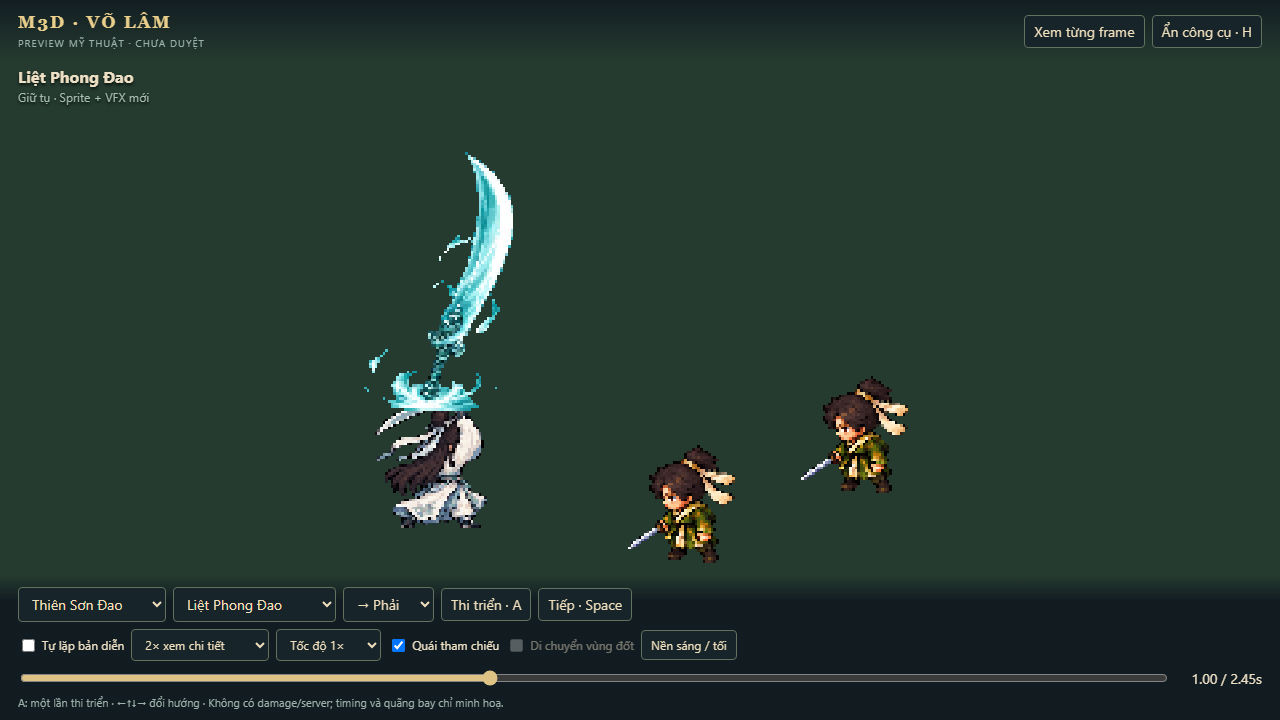 M3D · VÕ LÂM
PREVIEW MỸ THUẬT · CHƯA DUYỆT
Xem từng frame
Ẩn công cụ · H
Liệt Phong Đao
Giữ tụ · Sprite + VFX mới
Thiên Sơn Đao
Liệt Phong Đao
→ Phải
Thi triển · A
Tiếp · Space
Tự lặp bản diễn
2× xem chi tiết
Tốc độ 1×
Quái tham chiếu
Di chuyển vùng đốt
Nền sáng / tối
1.00 / 2.45s
A: một lần thi triển · ←↑↓→ đổi hướng · Không có damage/server; timing và quãng bay chỉ minh hoạ.